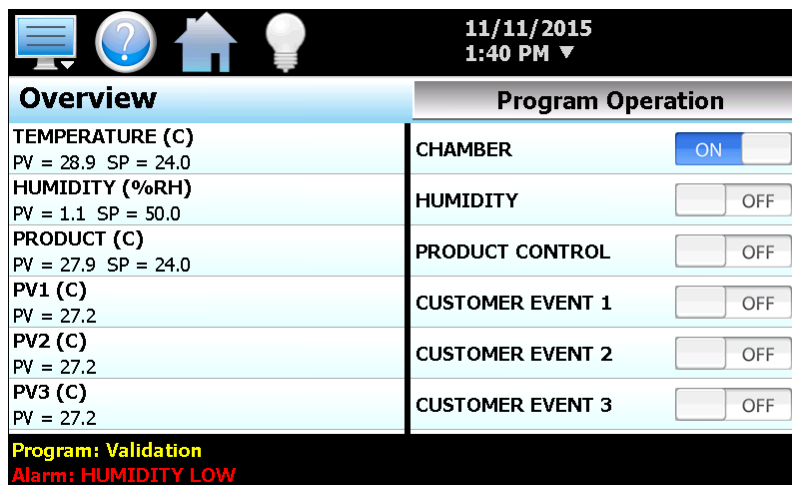 ?
11/11/2015
1:40 PM ▼
Overview
Program Operation
TEMPERATURE (C)
PV = 28.9 SP = 24.0
HUMIDITY (%RH)
PV = 1.1 SP = 50.0
PRODUCT (C)
PV = 27.9 SP = 24.0
PV1 (C)
PV = 27.2
PV2 (C)
PV = 27.2
PV3 (C)
PV = 27.2
CHAMBER ON
HUMIDITY OFF
PRODUCT CONTROL OFF
CUSTOMER EVENT 1 OFF
CUSTOMER EVENT 2 OFF
CUSTOMER EVENT 3 OFF
Program: Validation
Alarm: HUMIDITY LOW